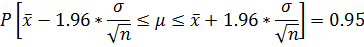 P[x̄ − 1.96 * σ/√n ≤ μ ≤ x̄ + 1.96 * σ/√n] = 0.95